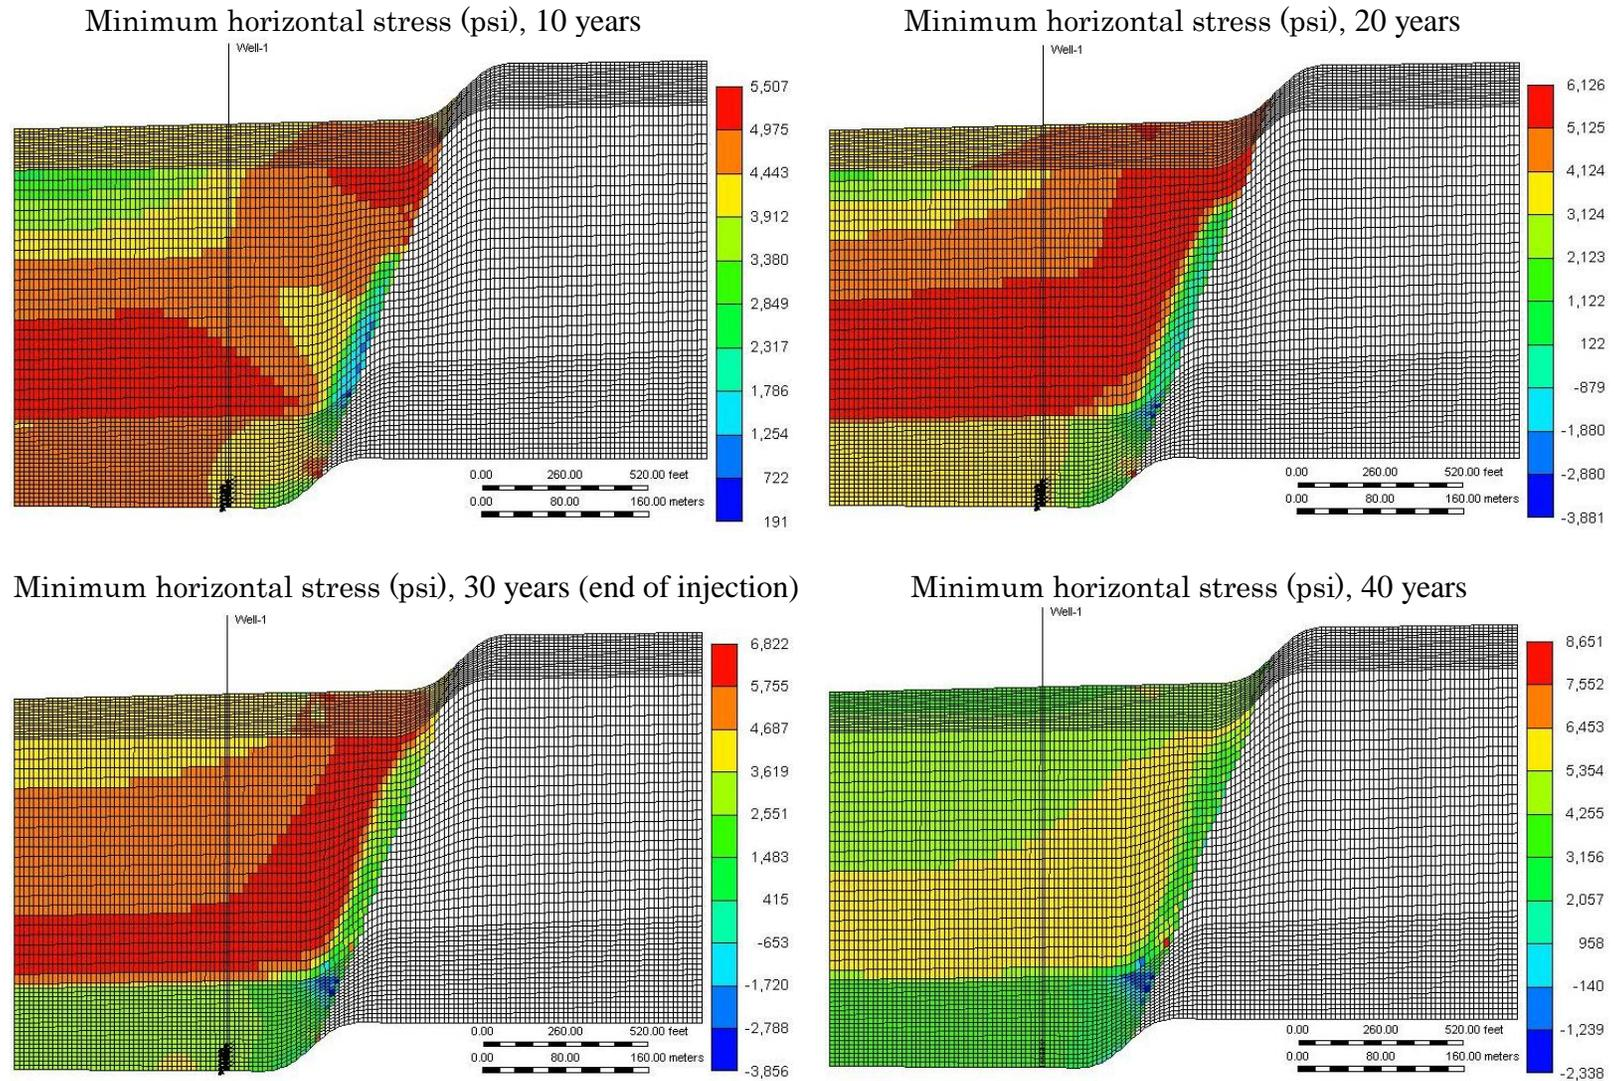 Minimum horizontal stress (psi), 10 years
Well-1
5,507
4,975
4,443
3,912
3,380
2,849
2,317
1,786
1,254
722
191
0.00 260.00 520.00 feet
0.00 80.00 160.00 meters
Minimum horizontal stress (psi), 20 years
Well-1
6,126
5,125
4,124
3,124
2,123
1,122
122
-879
-1,880
-2,880
-3,881
0.00 260.00 520.00 feet
0.00 80.00 160.00 meters
Minimum horizontal stress (psi), 30 years (end of injection)
Well-1
6,822
5,755
4,687
3,619
2,551
1,483
415
-653
-1,720
-2,788
-3,856
0.00 260.00 520.00 feet
0.00 80.00 160.00 meters
Minimum horizontal stress (psi), 40 years
Well-1
8,651
7,552
6,453
5,354
4,255
3,156
2,057
958
-140
-1,239
-2,338
0.00 260.00 520.00 feet
0.00 80.00 160.00 meters